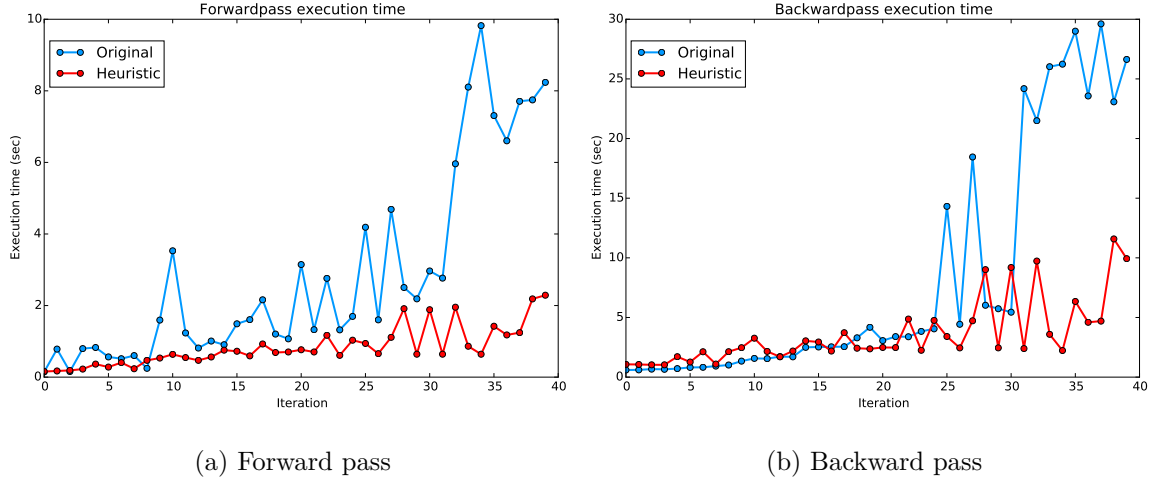 Forwardpass execution time
10
8
6
4
2
0
Execution time (sec)
Original
Heuristic
0 5 10 15 20 25 30 35 40
Iteration
(a) Forward pass
Backwardpass execution time
30
25
20
15
10
5
0
Execution time (sec)
Original
Heuristic
0 5 10 15 20 25 30 35 40
Iteration
(b) Backward pass